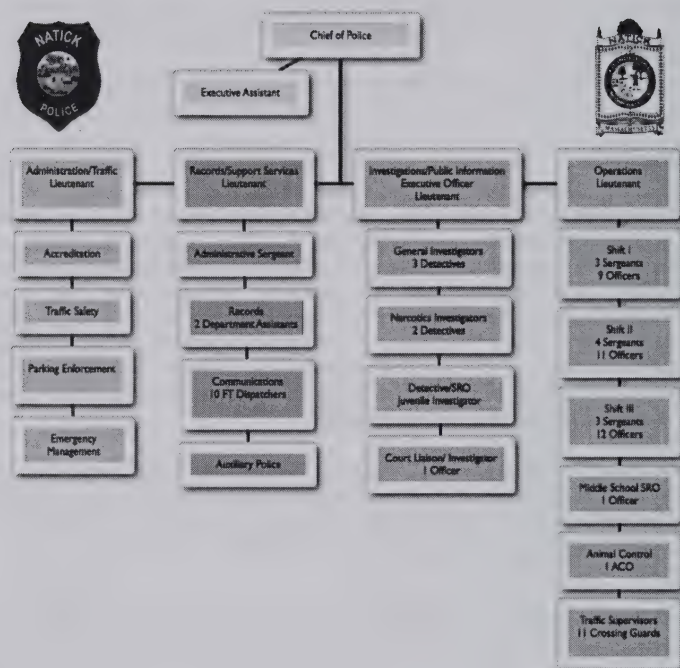 NATICK
POLICE
NATICK
MASSACHUSETTS
Chief of Police
Executive Assistant
Administration/Traffic
Lieutenant
Accreditation
Traffic Safety
Parking Enforcement
Emergency
Management
Records/Support Services
Lieutenant
Administrative Sergeant
Records
2 Department Assistants
Communications
10 FT Dispatchers
Auxiliary Police
Investigations/Public Information
Executive Officer
Lieutenant
General Investigators
3 Detectives
Narcotics Investigators
2 Detectives
Detective/SRO
Juvenile Investigator
Court Liaison/ Investigator
1 Officer
Operations
Lieutenant
Shift I
3 Sergeants
9 Officers
Shift II
4 Sergeants
11 Officers
Shift III
3 Sergeants
12 Officers
Middle School SRO
1 Officer
Animal Control
1 ACO
Traffic Supervisors
11 Crossing Guards